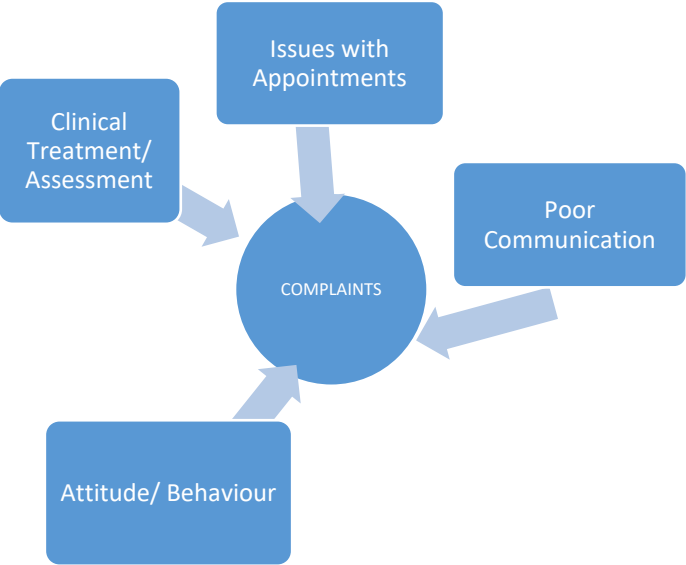 Issues with
Appointments
Clinical
Treatment/
Assessment
Poor
Communication
COMPLAINTS
Attitude/ Behaviour